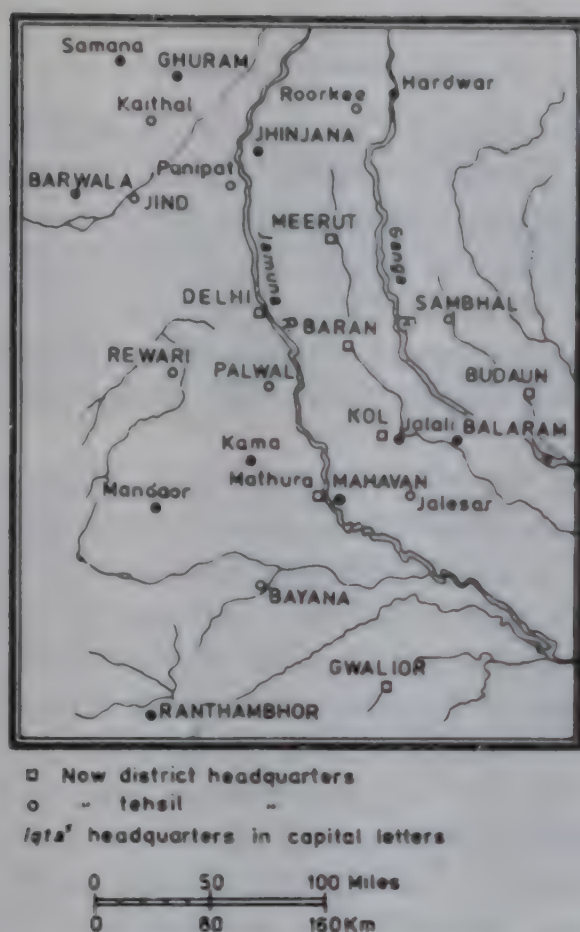 Samana
GHURAM
Hardwar
Roorkee
Kaithal
JHINJANA
BARWALA
Panipat
JIND
MEERUT
Jamuna
Ganga
DELHI
BARAN
SAMBHAL
REWARI
PALWAL
BUDAUN
KOL
Jalali
BALARAM
Kama
Mathura
MAHAVAN
Mandaor
Jalesar
BAYANA
GWALIOR
RANTHAMBHOR
Now district headquarters
" tehsil "
Iqtaʿ headquarters in capital letters
0 50 100 Miles
0 80 160 Km